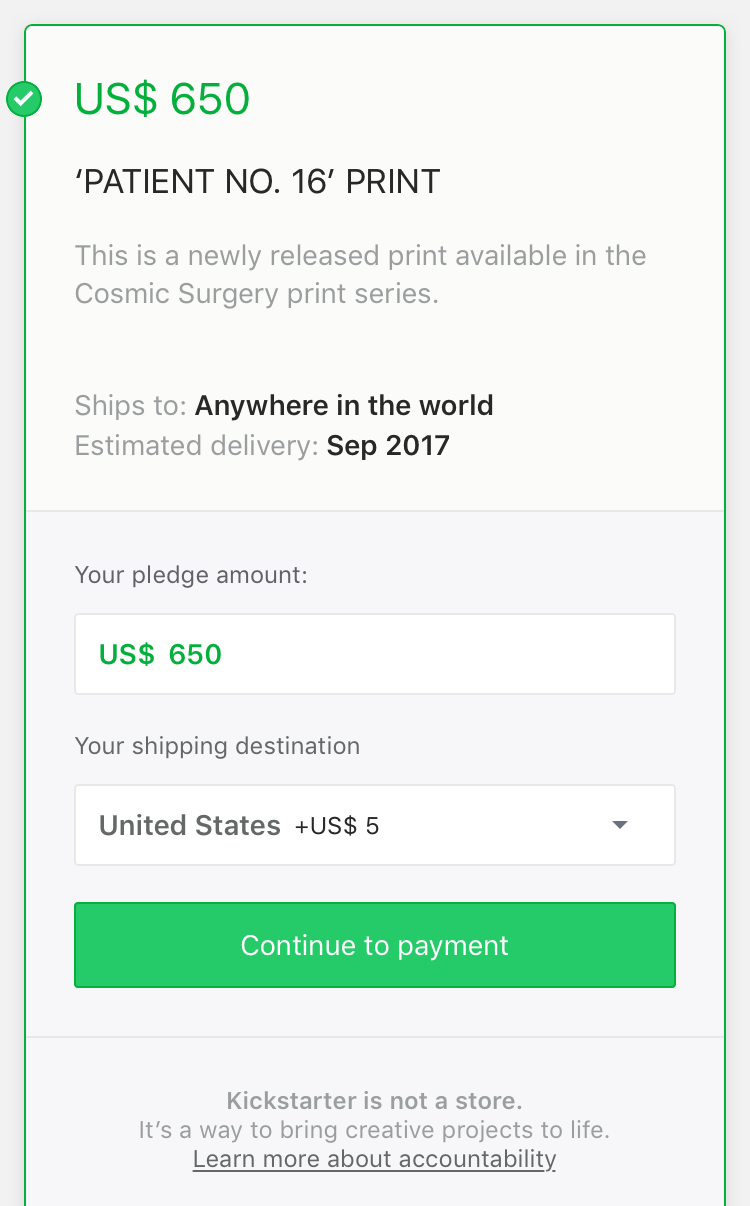 US$ 650
‘PATIENT NO. 16’ PRINT
This is a newly released print available in the
Cosmic Surgery print series.
Ships to: Anywhere in the world
Estimated delivery: Sep 2017
Your pledge amount:
US$ 650
Your shipping destination
United States +US$ 5
Continue to payment
Kickstarter is not a store.
It’s a way to bring creative projects to life.
Learn more about accountability